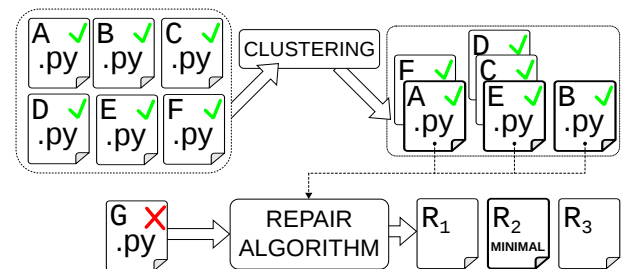 A
.py
B
.py
C
.py
D
.py
E
.py
F
.py
CLUSTERING
F
D
C
A
.py
E
.py
B
.py
G
.py
REPAIR
ALGORITHM
R1
R2
MINIMAL
R3